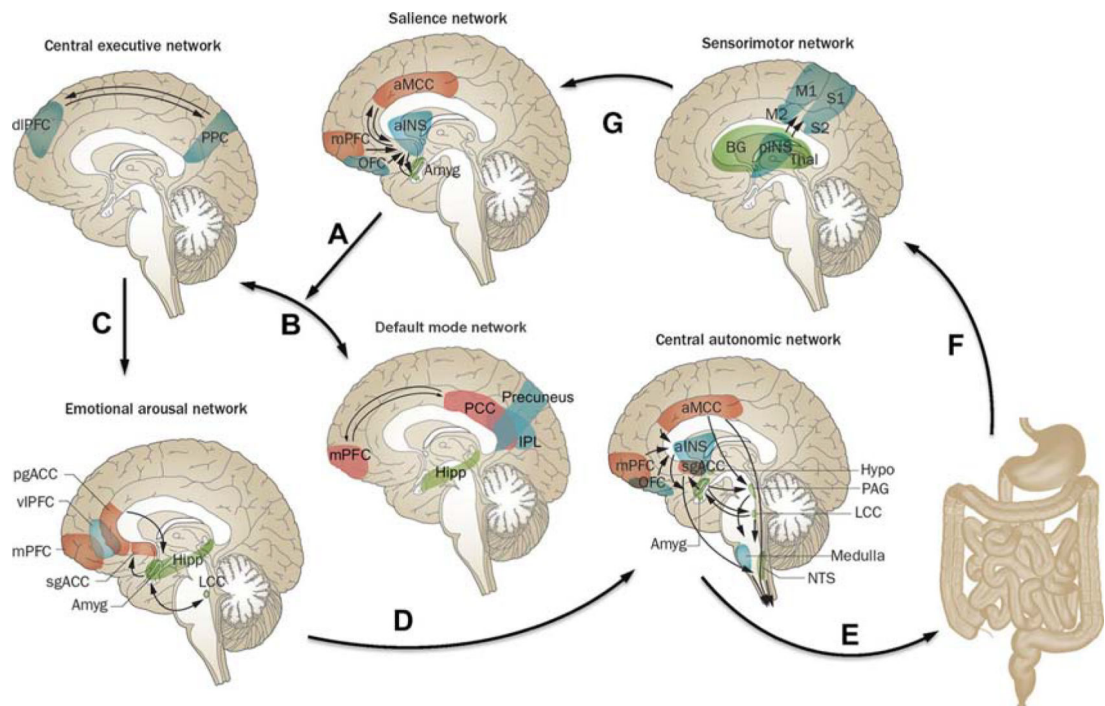 Central executive network
dlPFC
PPC
Salience network
aMCC
aINS
mPFC
OFC
Amyg
Sensorimotor network
M1
S1
M2
S2
BG
pINS
Thal
G
A
B
C
Default mode network
Precuneus
PCC
IPL
mPFC
Hipp
Central autonomic network
aMCC
aINS
sgACC
mPFC
OFC
Hypo
PAG
LCC
Amyg
Medulla
NTS
F
Emotional arousal network
pgACC
vlPFC
mPFC
Hipp
sgACC
LCC
Amyg
D
E